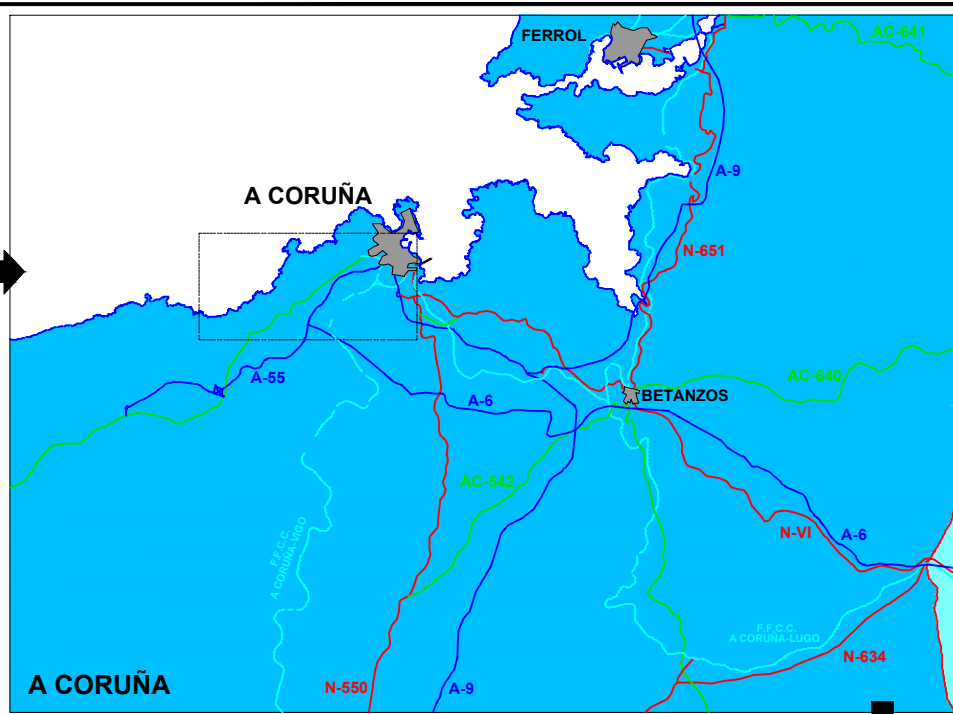 FERROL
AC-641
A-9
A CORUÑA
N-651
A-55
AC-640
A-6
BETANZOS
AC-542
N-VI
A-6
F.F.C.C.
A CORUÑA-VIGO
F.F.C.C.
A CORUÑA-LUGO
N-634
A CORUÑA
N-550
A-9